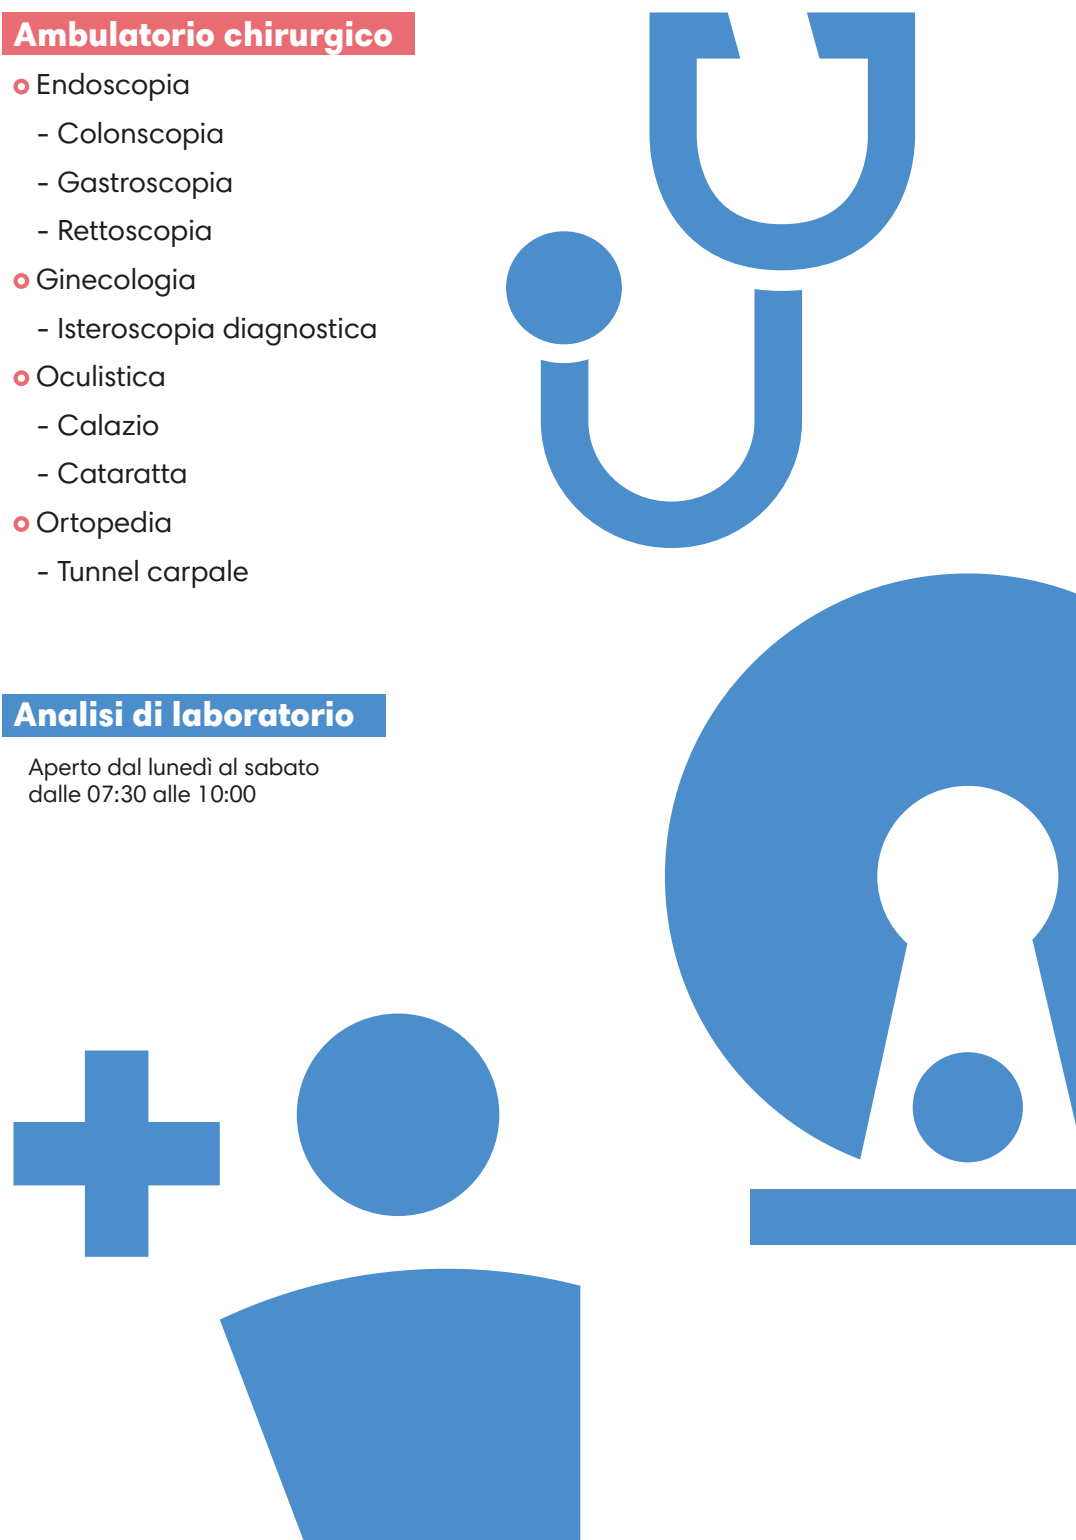 Ambulatorio chirurgico
Endoscopia
- Colonscopia
- Gastroscopia
- Rettoscopia
Ginecologia
- Isteroscopia diagnostica
Oculistica
- Calazio
- Cataratta
Ortopedia
- Tunnel carpale
Analisi di laboratorio
Aperto dal lunedì al sabato
dalle 07:30 alle 10:00